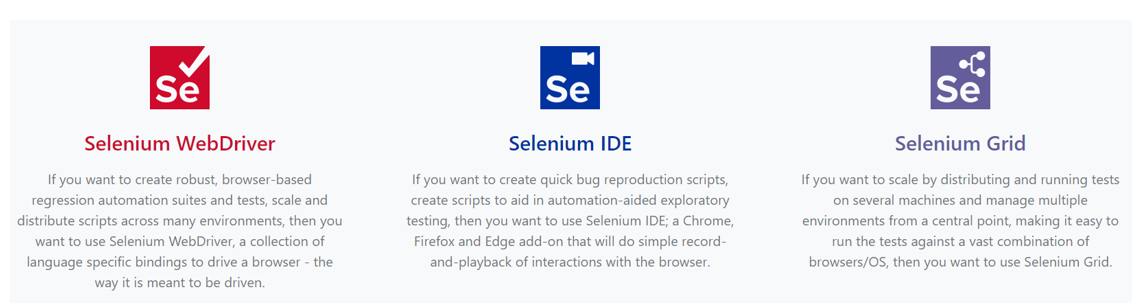 Se
Selenium WebDriver
If you want to create robust, browser-based
regression automation suites and tests, scale and
distribute scripts across many environments, then you
want to use Selenium WebDriver, a collection of
language specific bindings to drive a browser - the
way it is meant to be driven.
Se
Selenium IDE
If you want to create quick bug reproduction scripts,
create scripts to aid in automation-aided exploratory
testing, then you want to use Selenium IDE; a Chrome,
Firefox and Edge add-on that will do simple record-
and-playback of interactions with the browser.
Se
Selenium Grid
If you want to scale by distributing and running tests
on several machines and manage multiple
environments from a central point, making it easy to
run the tests against a vast combination of
browsers/OS, then you want to use Selenium Grid.